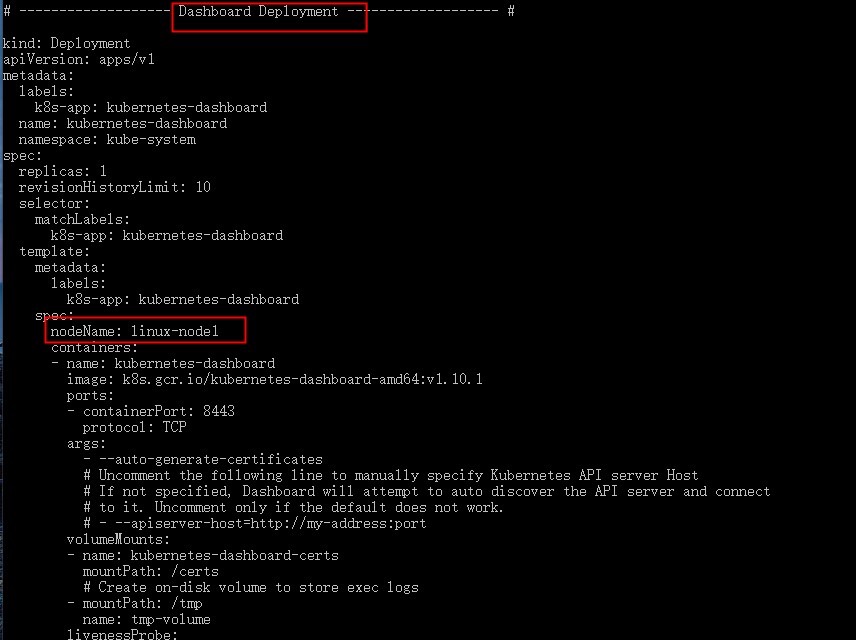 # ------------------- Dashboard Deployment ------------------- #
kind: Deployment
apiVersion: apps/v1
metadata:
  labels:
    k8s-app: kubernetes-dashboard
  name: kubernetes-dashboard
  namespace: kube-system
spec:
  replicas: 1
  revisionHistoryLimit: 10
  selector:
    matchLabels:
      k8s-app: kubernetes-dashboard
  template:
    metadata:
      labels:
        k8s-app: kubernetes-dashboard
    spec:
      nodeName: linux-node1
      containers:
      - name: kubernetes-dashboard
        image: k8s.gcr.io/kubernetes-dashboard-amd64:v1.10.1
        ports:
        - containerPort: 8443
          protocol: TCP
        args:
          - --auto-generate-certificates
          # Uncomment the following line to manually specify Kubernetes API server Host
          # If not specified, Dashboard will attempt to auto discover the API server and connect
          # to it. Uncomment only if the default does not work.
          # - --apiserver-host=http://my-address:port
        volumeMounts:
        - name: kubernetes-dashboard-certs
          mountPath: /certs
          # Create on-disk volume to store exec logs
        - mountPath: /tmp
          name: tmp-volume
        livenessProbe: